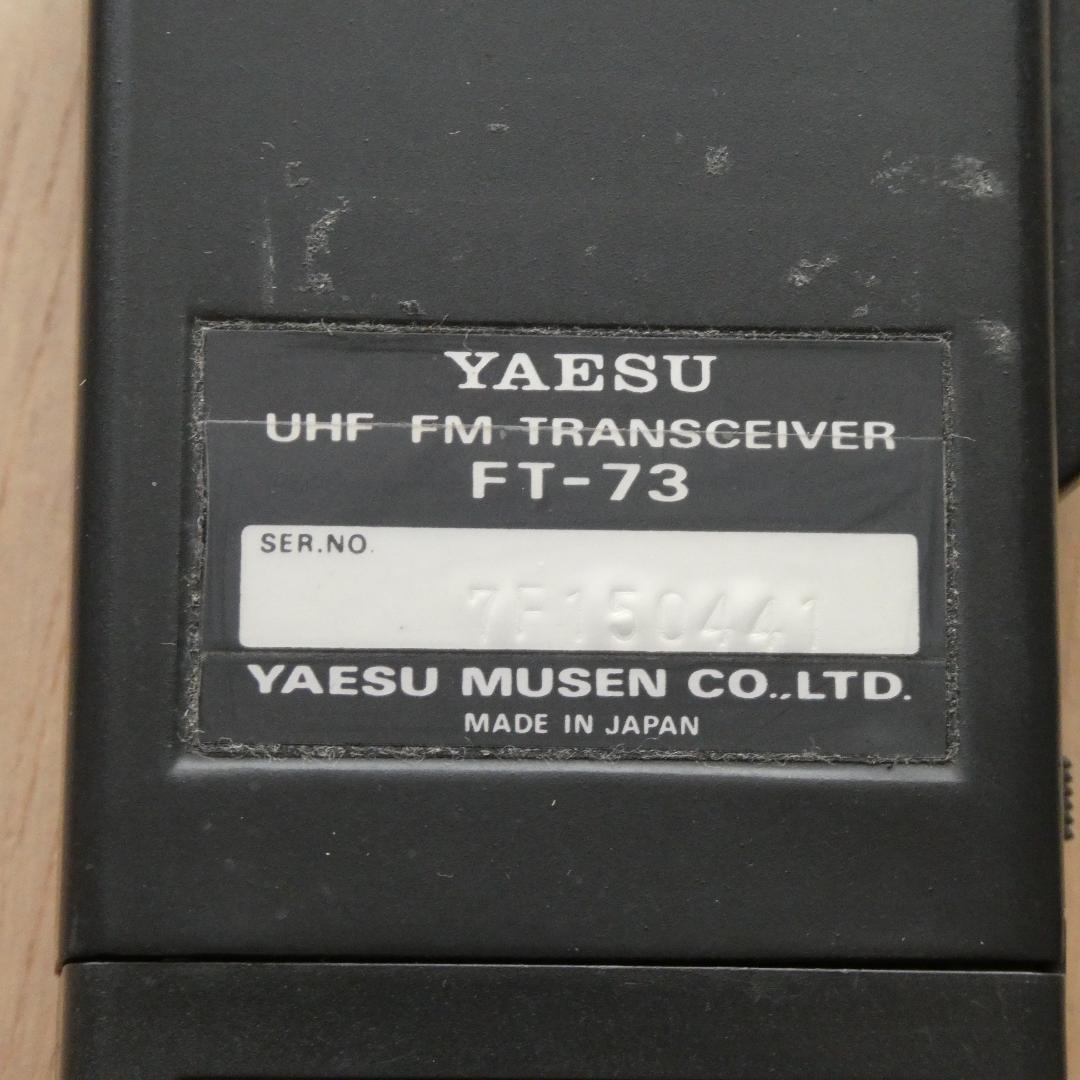 YAESU
UHF FM TRANSCEIVER
FT-73
SER.NO.
7F150441
YAESU MUSEN CO.,LTD.
MADE IN JAPAN